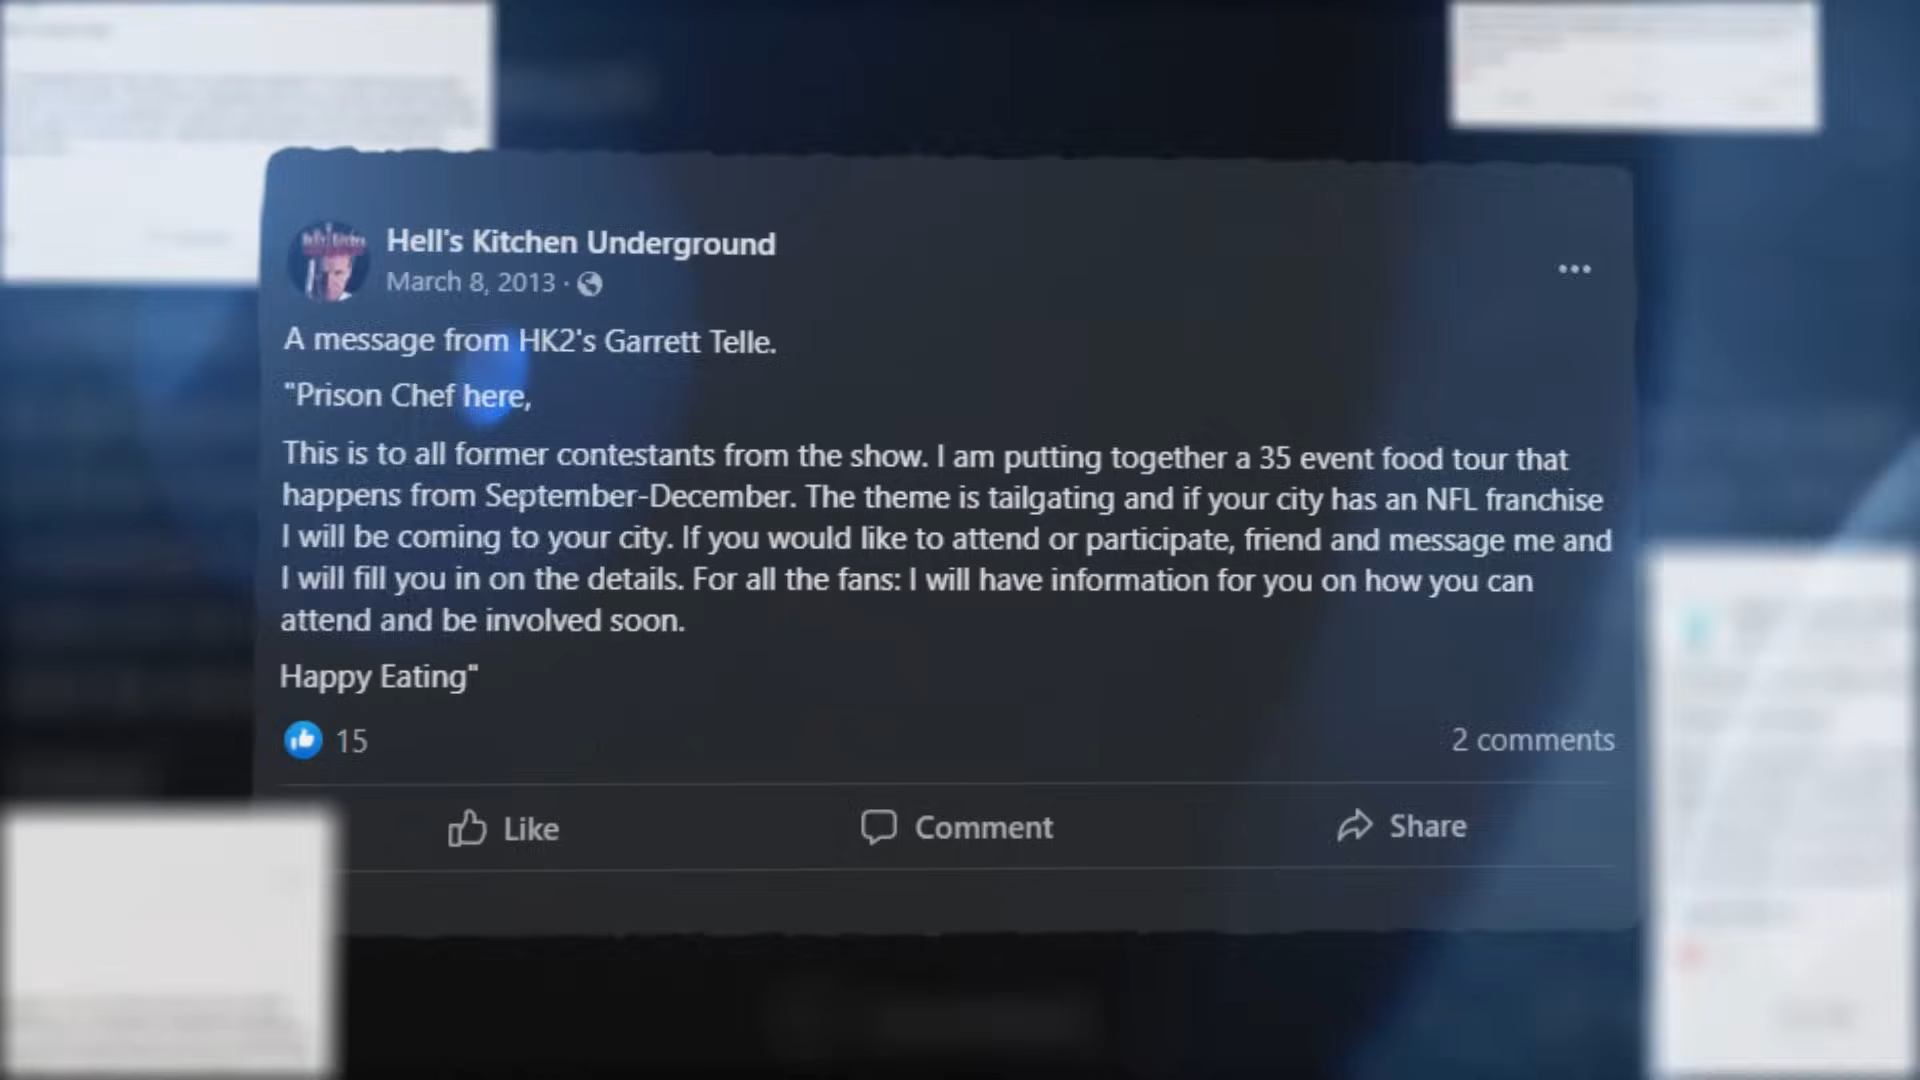 Hell's Kitchen Underground
March 8, 2013 ·
A message from HK2's Garrett Telle.
"Prison Chef here,
This is to all former contestants from the show. I am putting together a 35 event food tour that
happens from September-December. The theme is tailgating and if your city has an NFL franchise
I will be coming to your city. If you would like to attend or participate, friend and message me and
I will fill you in on the details. For all the fans: I will have information for you on how you can
attend and be involved soon.
Happy Eating"
15
2 comments
Like
Comment
Share